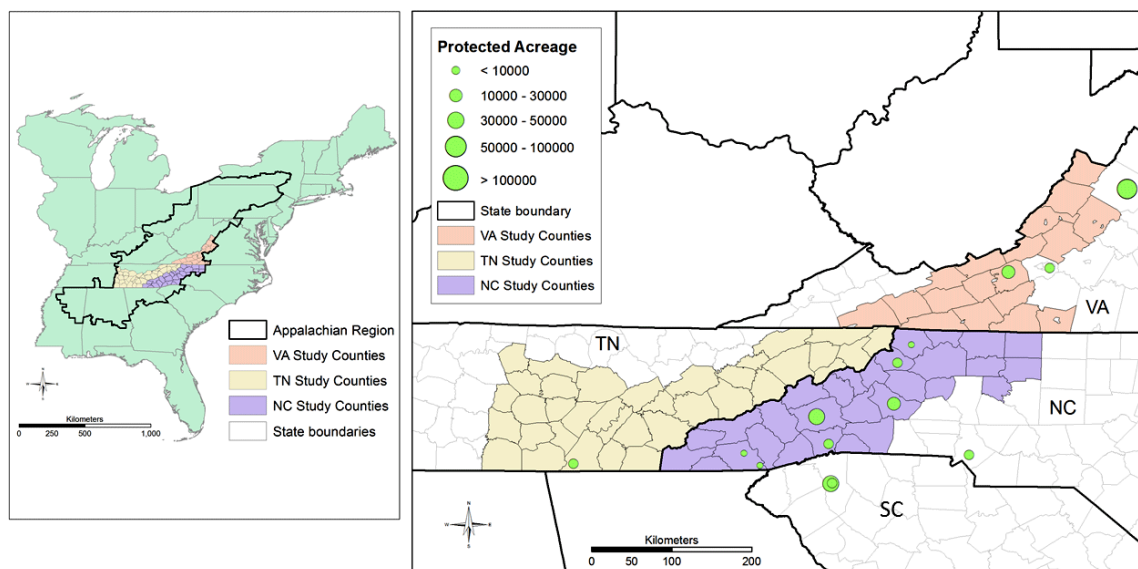 Appalachian Region
VA Study Counties
TN Study Counties
NC Study Counties
State boundaries
N
W
E
S
Kilometers
0
250
500
1,000
Protected Acreage
< 10000
10000 - 30000
30000 - 50000
50000 - 100000
> 100000
State boundary
VA Study Counties
TN Study Counties
NC Study Counties
VA
TN
NC
SC
N
W
E
S
Kilometers
0
50
100
200